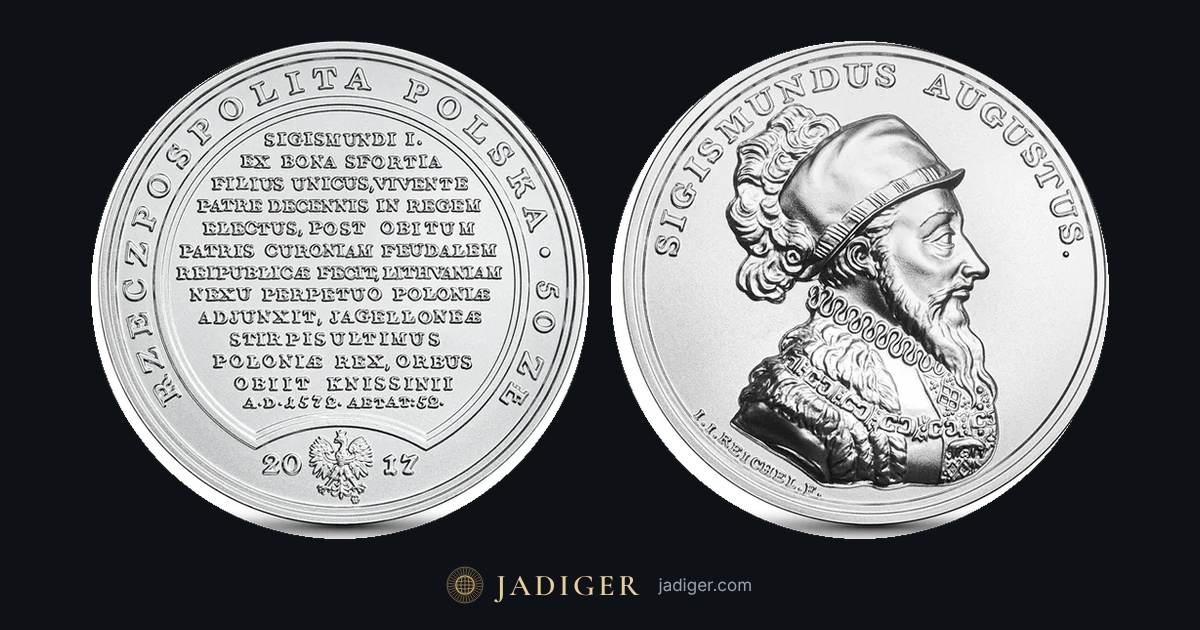 RZECZPOSPOLITA POLSKA · 50 ZŁ
SIGISMUNDI I.
EX BONA SFORTIA
FILIUS UNICUS, VIVENTE
PATRE DECENNIS IN REGEM
ELECTUS, POST OBITUM
PATRIS CURONIAM FEUDALEM
REIPUBLICÆ FECIT, LITHVANIAM
NEXU PERPETUO POLONIÆ
ADJUNXIT, JAGELLONEÆ
STIRPIS ULTIMUS
POLONIÆ REX, ORBUS
OBIIT KNISSINII
A.D.1572. AETAT:52.
20 17
SIGISMUNDUS AUGUSTUS.
I.I.REICHEL.F.
JADIGER jadiger.com